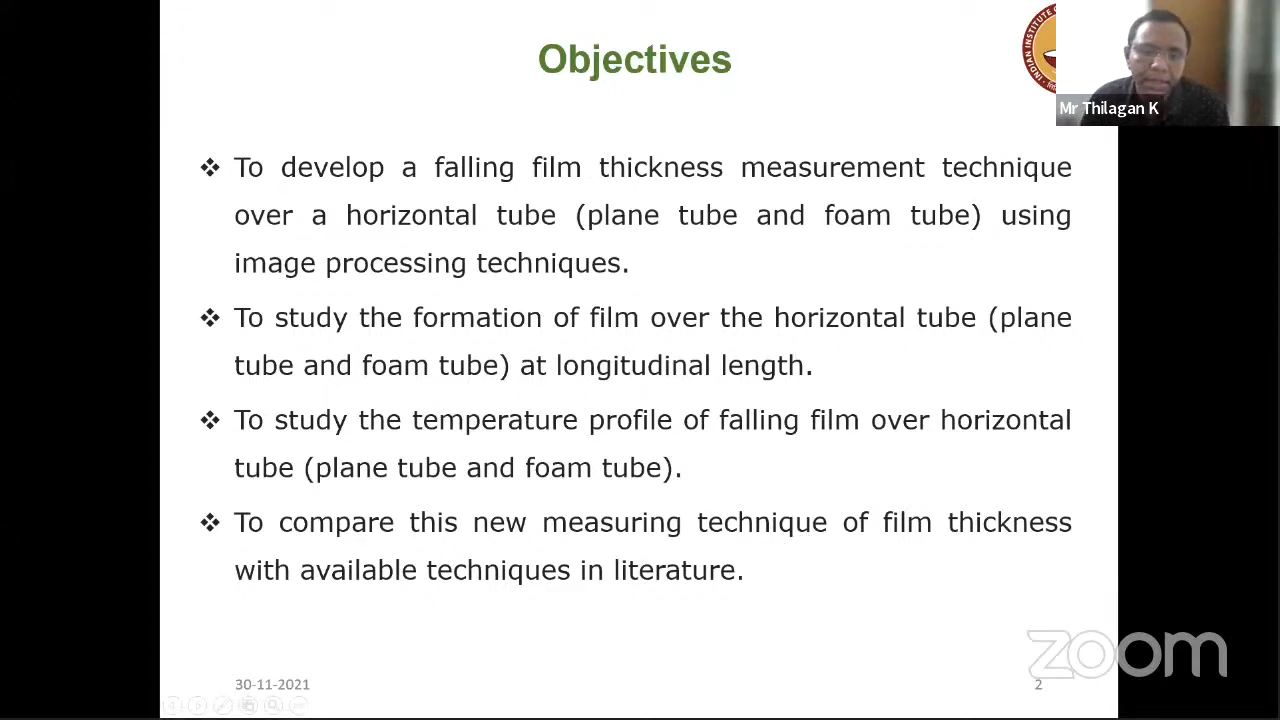 Objectives
INDIAN INSTITUTE
Mr Thilagan K
❖ To develop a falling film thickness measurement technique
over a horizontal tube (plane tube and foam tube) using
image processing techniques.
❖ To study the formation of film over the horizontal tube (plane
tube and foam tube) at longitudinal length.
❖ To study the temperature profile of falling film over horizontal
tube (plane tube and foam tube).
❖ To compare this new measuring technique of film thickness
with available techniques in literature.
zoom
30-11-2021
2